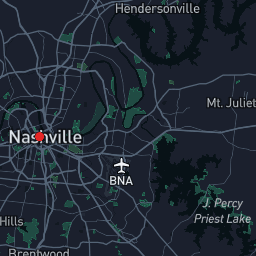 Hendersonville
Mt. Juliet
Nashville
BNA
J. Percy
Priest Lake
Hills
Brentwood